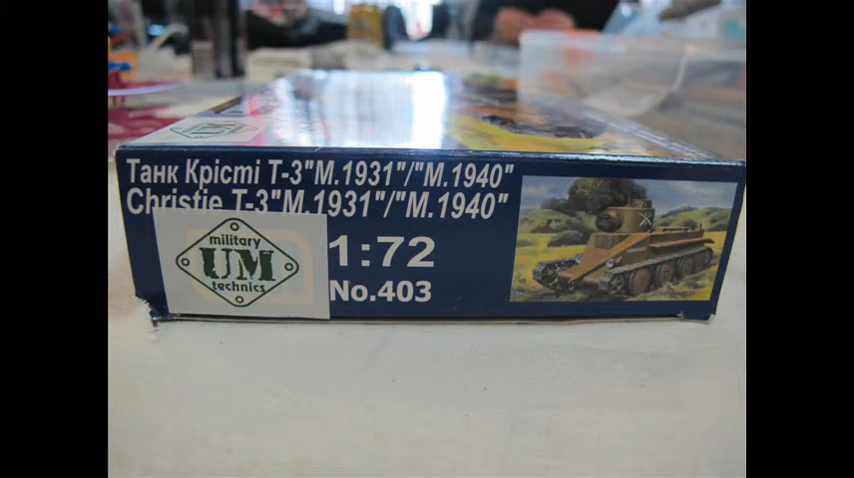 Танк Крісті Т-3"М.1931"/"М.1940"
Christie T-3"M.1931"/"M.1940"
military
UM
technics
1:72
No.403